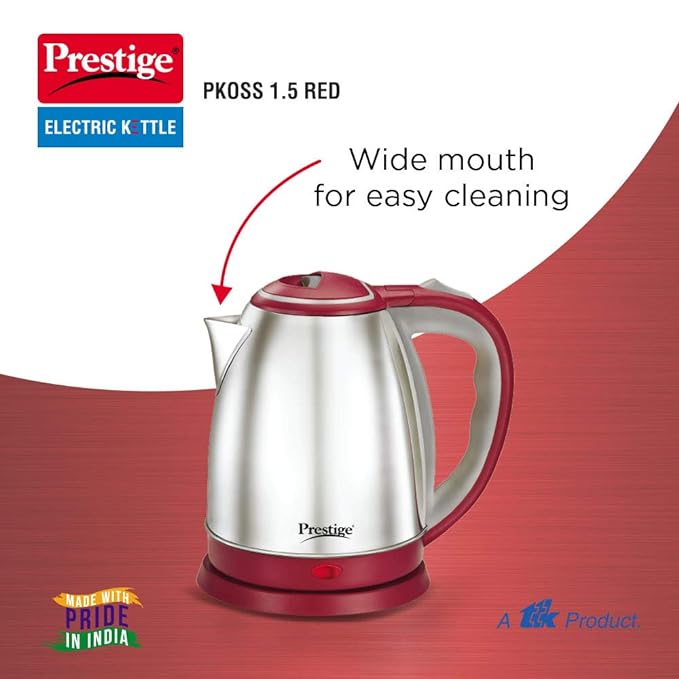 Prestige
ELECTRIC KETTLE
PKOSS 1.5 RED
Wide mouth
for easy cleaning
Prestige
MADE WITH
PRIDE
IN INDIA
A TTK Product.